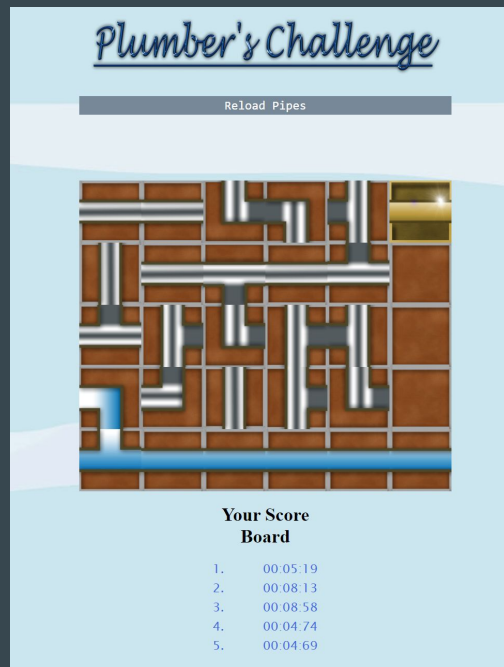 Plumber's Challenge
Reload Pipes
Your Score
Board
1. 00:05:19
2. 00:08:13
3. 00:08:58
4. 00:04:74
5. 00:04:69